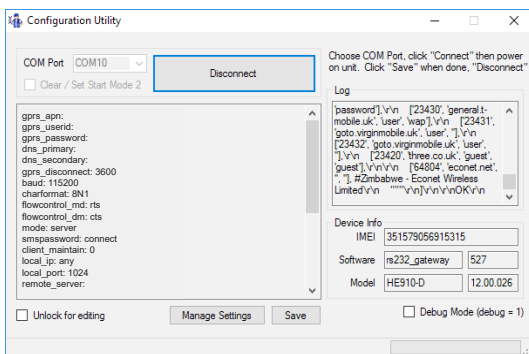 Configuration Utility
COM Port COM10
Clear / Set Start Mode 2
Disconnect
Choose COM Port, click "Connect" then power
on unit. Click "Save" when done, "Disconnect"
gprs_apn:
gprs_userid:
gprs_password:
dns_primary:
dns_secondary:
gprs_disconnect: 3600
baud: 115200
charformat: 8N1
flowcontrol_md: rts
flowcontrol_dm: cts
mode: server
smspassword: connect
client_maintain: 0
local_ip: any
local_port: 1024
remote_server:
Log
'password'],\r\n ['23430', 'general.t-
mobile.uk', 'user', 'wap'],\r\n ['23431',
'goto.virginmobile.uk', 'user', ''],\r\n
['23432', 'goto.virginmobile.uk', 'user',
''],\r\n ['23420', 'three.co.uk', 'guest',
'guest'],\r\n\r\n ['64804', 'econet.net',
'', ''], #Zimbabwe - Econet Wireless
Limited\r\n """\r\n]\r\n\r\nOK\r\n
Device Info
IMEI 351579056915315
Software rs232_gateway 527
Model HE910-D 12.00.026
Unlock for editing
Manage Settings
Save
Debug Mode (debug = 1)